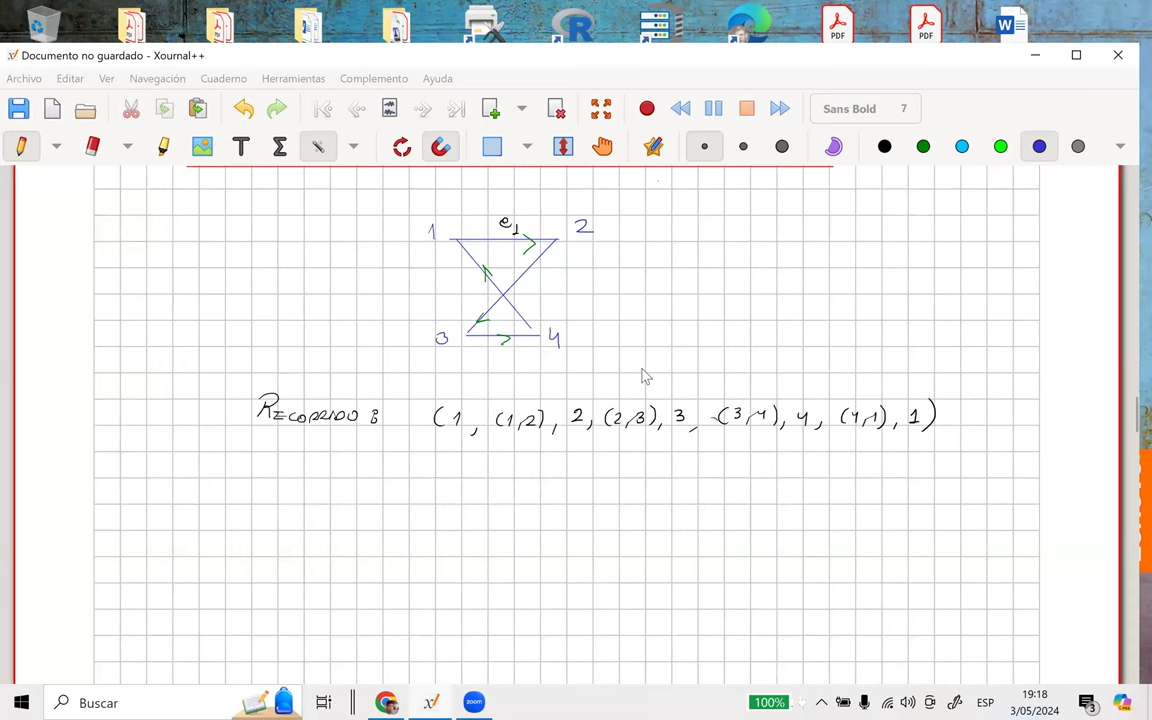 Documento no guardado - Xournal++
Archivo Editar Ver Navegación Cuaderno Herramientas Complemento Ayuda
Sans Bold 7
e1
1 2
3 4
RECORRIDO : (1, (1,2), 2, (2,3), 3, (3,4), 4, (4,1), 1)
Buscar
zoom
100%
ESP
19:18
3/05/2024
3